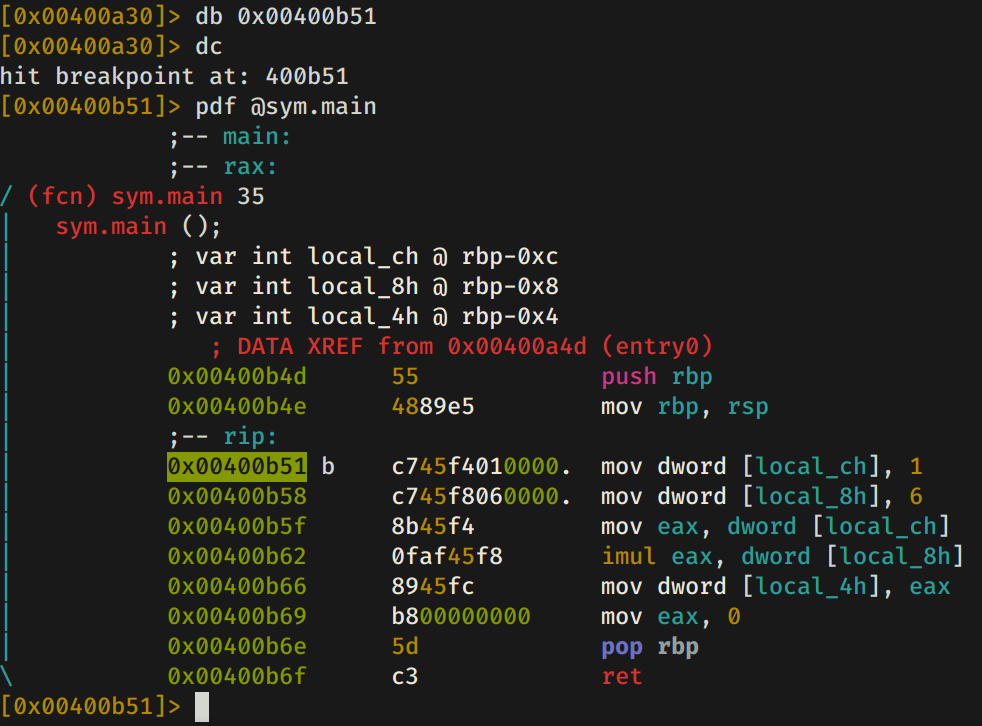 [0x00400a30]> db 0x00400b51
[0x00400a30]> dc
hit breakpoint at: 400b51
[0x00400b51]> pdf @sym.main
;-- main:
;-- rax:
/ (fcn) sym.main 35
|   sym.main ();
|           ; var int local_ch @ rbp-0xc
|           ; var int local_8h @ rbp-0x8
|           ; var int local_4h @ rbp-0x4
|              ; DATA XREF from 0x00400a4d (entry0)
|           0x00400b4d      55             push rbp
|           0x00400b4e      4889e5         mov rbp, rsp
|           ;-- rip:
|           0x00400b51 b    c745f4010000.  mov dword [local_ch], 1
|           0x00400b58      c745f8060000.  mov dword [local_8h], 6
|           0x00400b5f      8b45f4         mov eax, dword [local_ch]
|           0x00400b62      0faf45f8       imul eax, dword [local_8h]
|           0x00400b66      8945fc         mov dword [local_4h], eax
|           0x00400b69      b800000000     mov eax, 0
|           0x00400b6e      5d             pop rbp
\           0x00400b6f      c3             ret
[0x00400b51]>